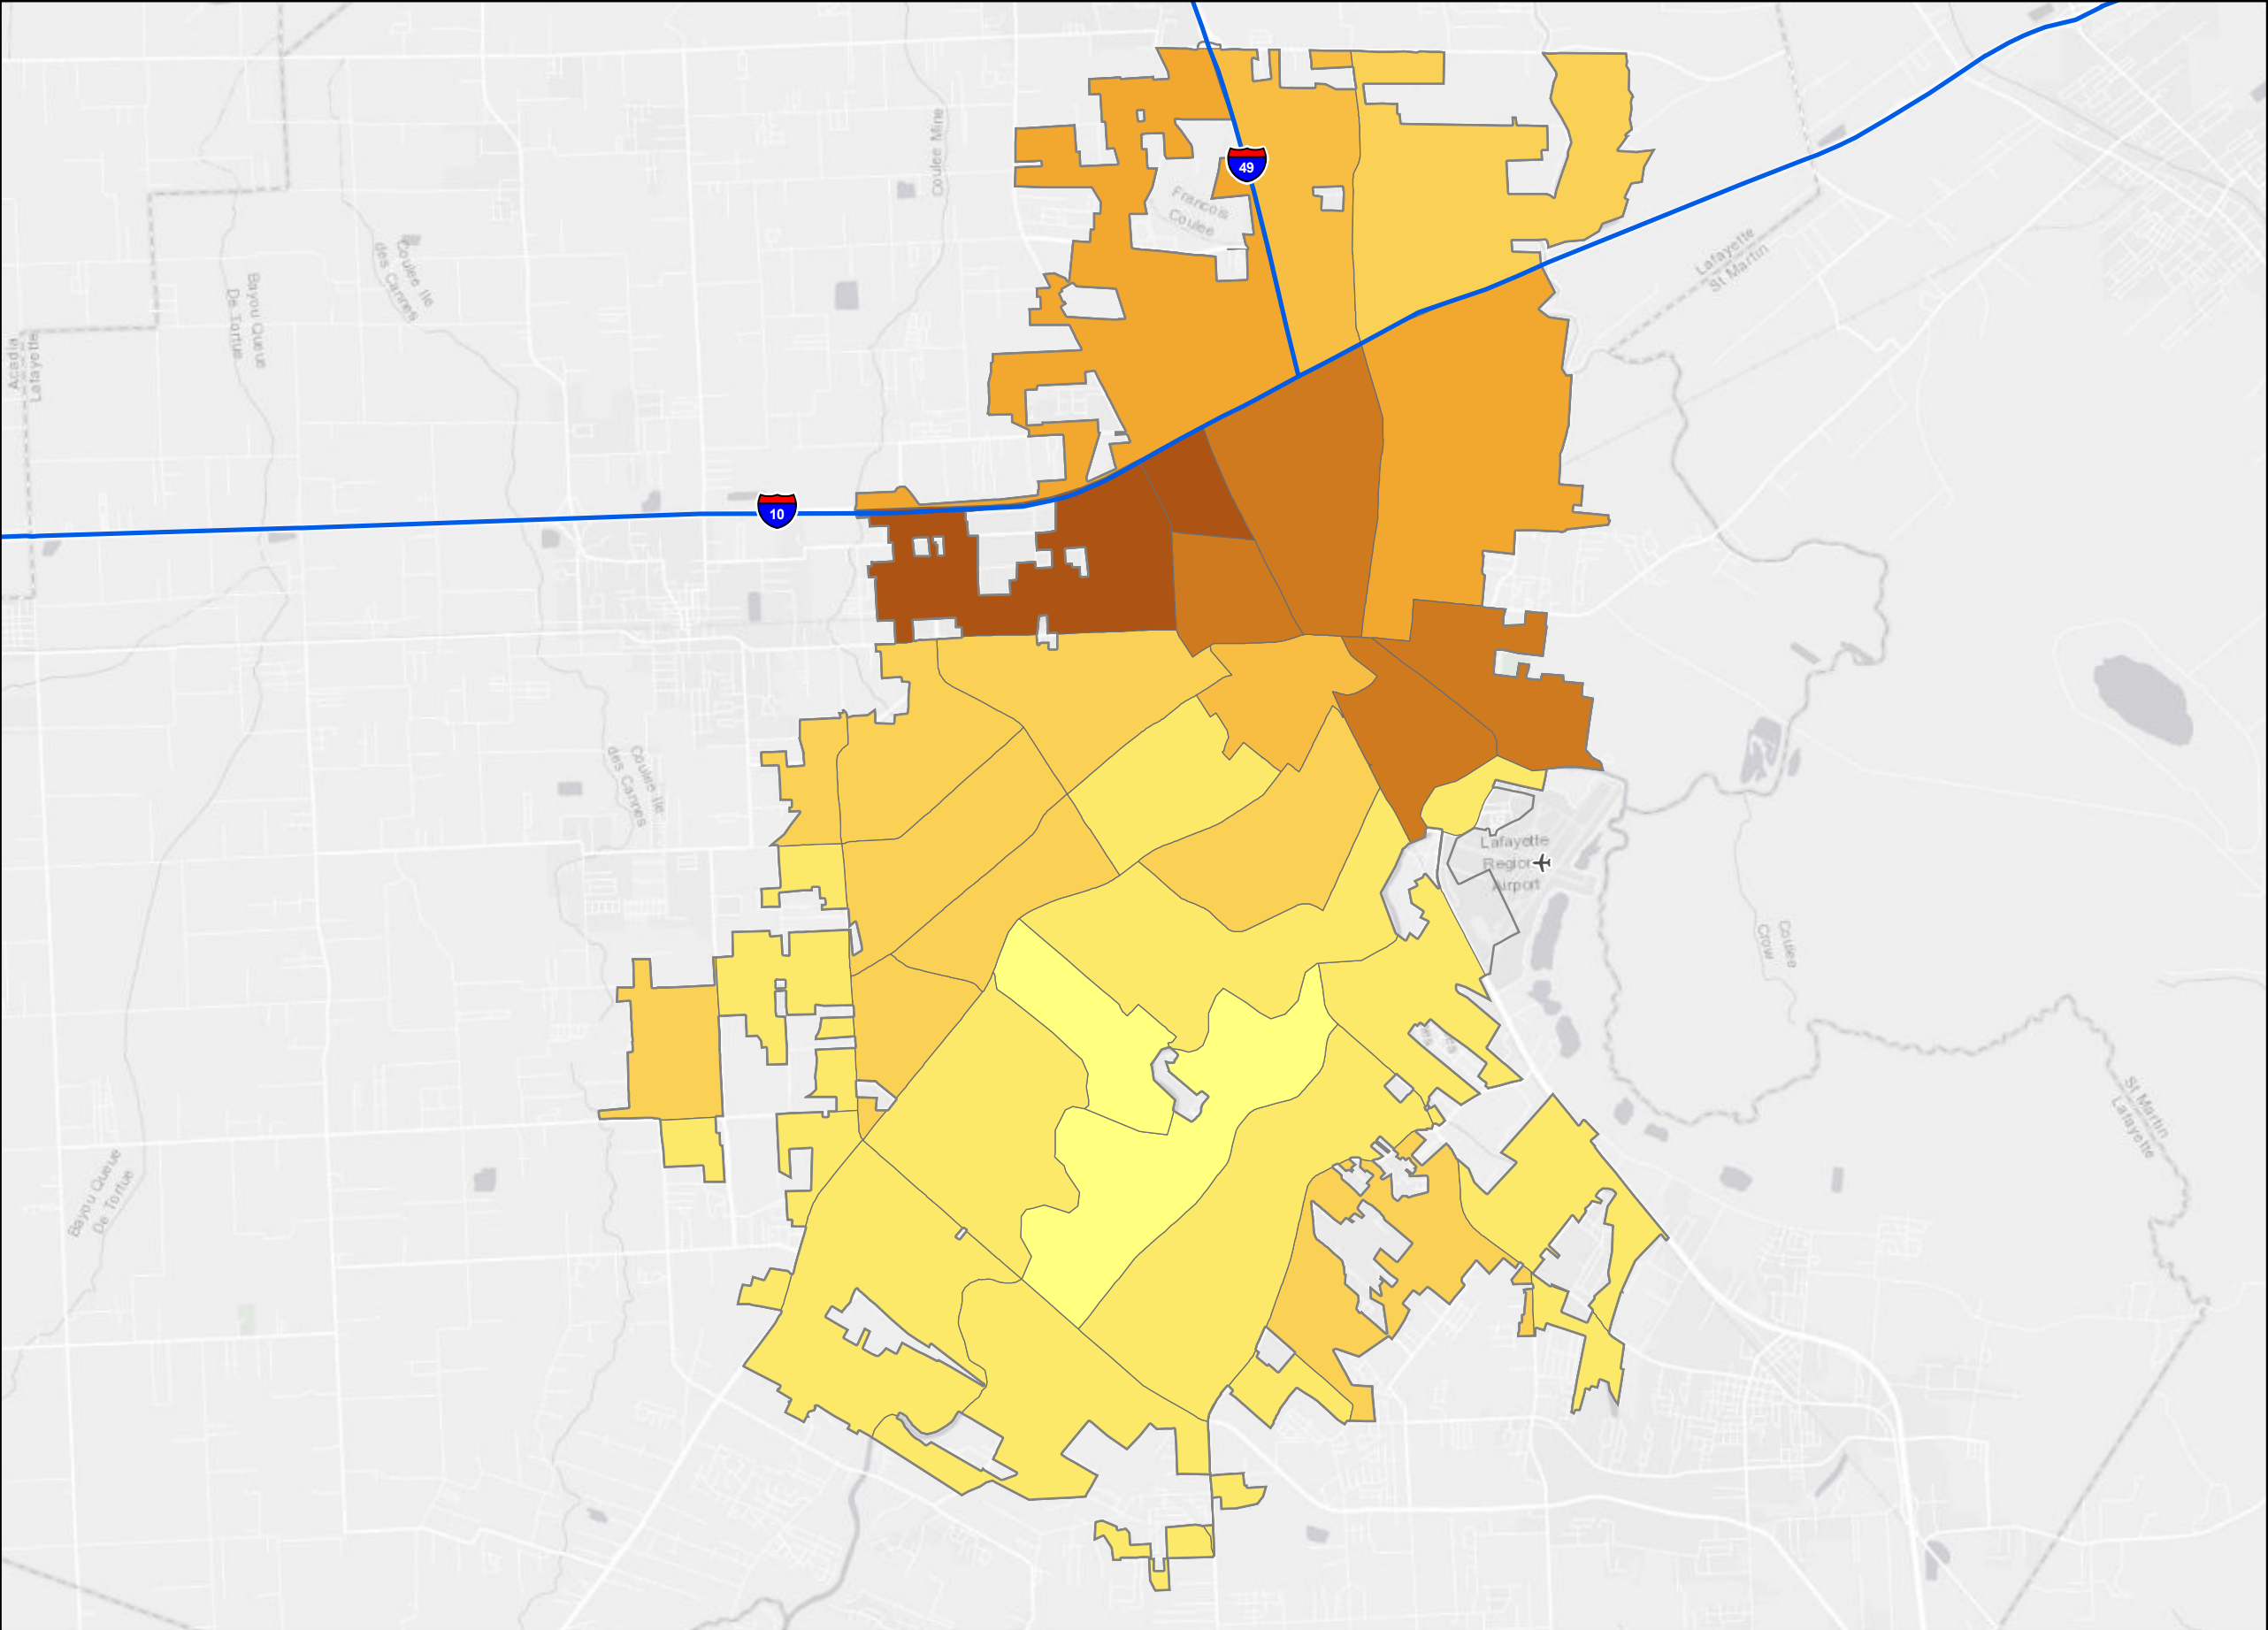 Coulee Mine
49
Francois
Coulee
Coulee Ile
des Cannes
Bayou Queue
De Tortue
Lafayette
St Martin
Acadia
Lafayette
10
Coulee Ile
des Cannes
Lafayette
Region
Airport
Coulee
Crow
St Martin
Lafayette
Bayou Queue
De Tortue